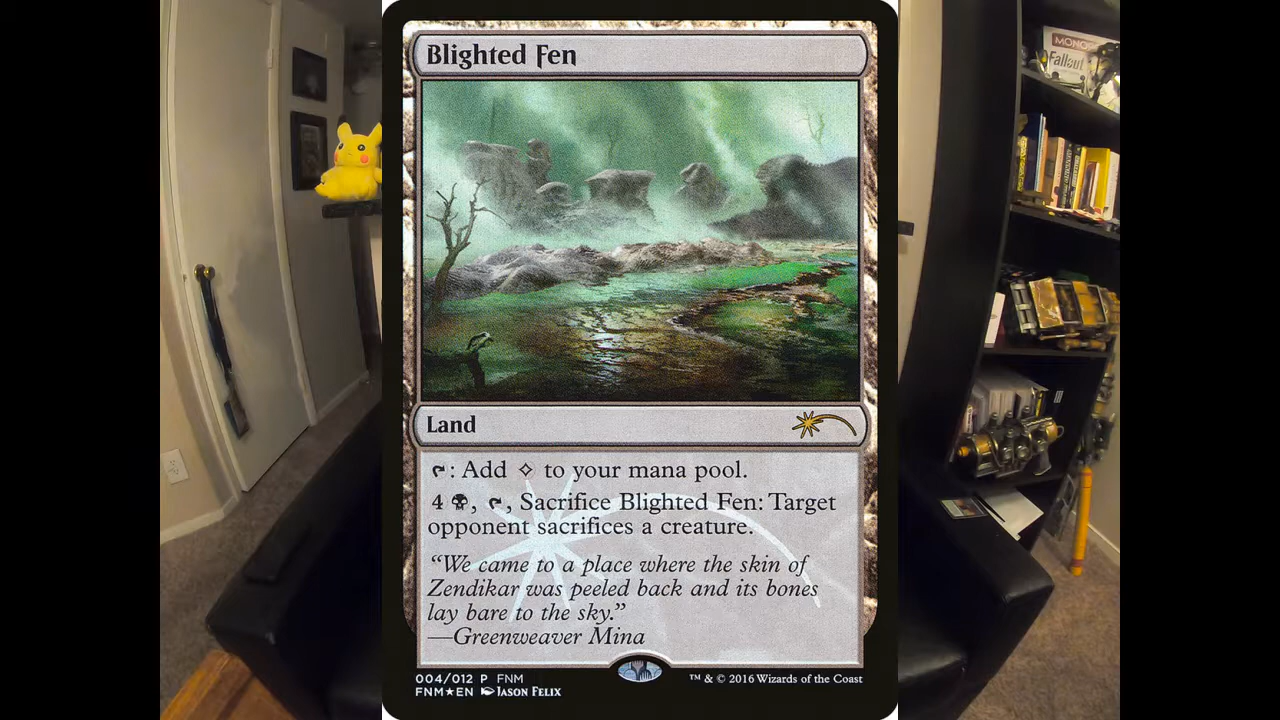 Blighted Fen
Land
: Add to your mana pool.
4 , , Sacrifice Blighted Fen: Target
opponent sacrifices a creature.
“We came to a place where the skin of
Zendikar was peeled back and its bones
lay bare to the sky.”
—Greenweaver Mina
004/012 P FNM
FNM★EN Jason Felix
™ & © 2016 Wizards of the Coast
MONOPO
Fallout